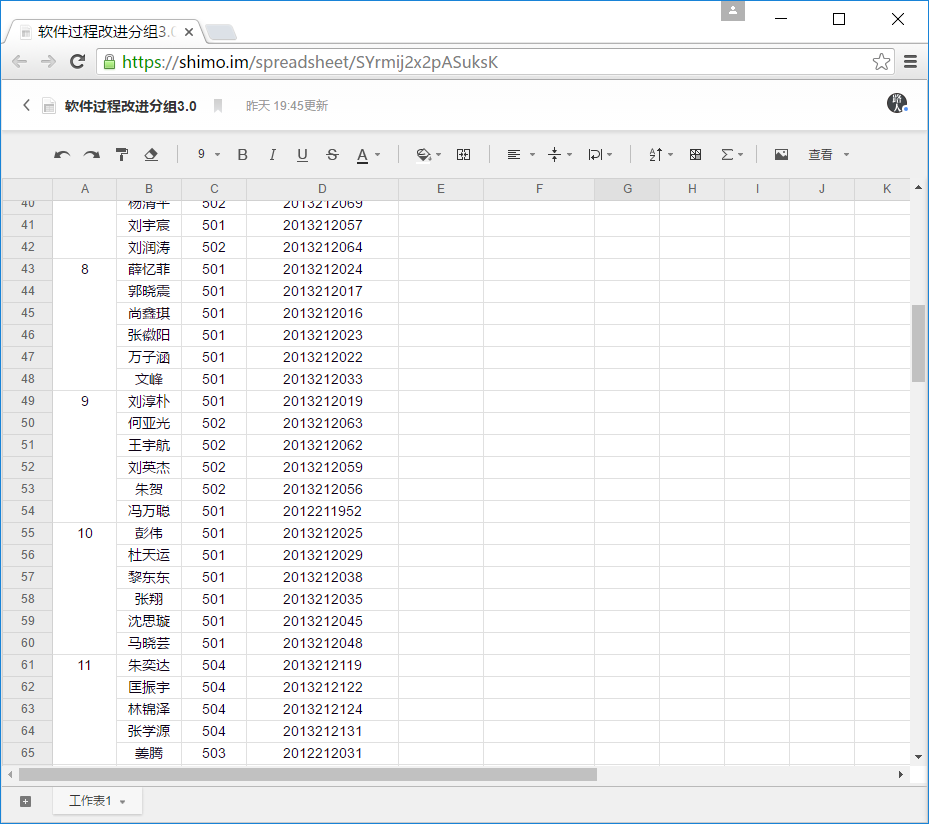 软件过程改进分组3.0
https://shimo.im/spreadsheet/SYrmij2x2pASuksK
软件过程改进分组3.0 昨天 19:45更新
路人
9 B I U S A 查看
A B C D E F G H I J K
40 杨清平 502 2013212069
41 刘宇宸 501 2013212057
42 刘润涛 502 2013212064
43 8 薛忆菲 501 2013212024
44 郭晓震 501 2013212017
45 尚鑫琪 501 2013212016
46 张微阳 501 2013212023
47 万子涵 501 2013212022
48 文峰 501 2013212033
49 9 刘淳朴 501 2013212019
50 何亚光 502 2013212063
51 王宇航 502 2013212062
52 刘英杰 502 2013212059
53 朱贺 502 2013212056
54 冯万聪 501 2012211952
55 10 彭伟 501 2013212025
56 杜天运 501 2013212029
57 黎东东 501 2013212038
58 张翔 501 2013212035
59 沈思璇 501 2013212045
60 马晓芸 501 2013212048
61 11 朱奕达 504 2013212119
62 匡振宇 504 2013212122
63 林锦泽 504 2013212124
64 张学源 504 2013212131
65 姜腾 503 2012212031
工作表1